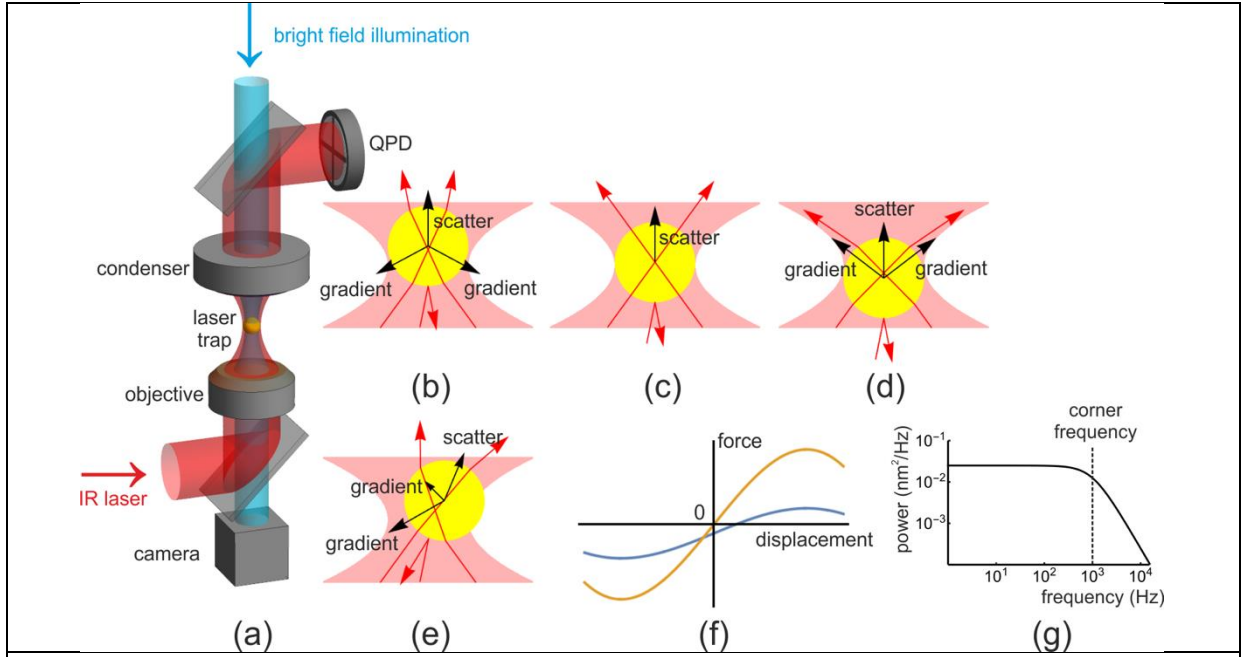 bright field illumination
QPD
condenser
laser
trap
objective
IR laser
camera
(a)
scatter
gradient
gradient
(b)
scatter
(c)
scatter
gradient
gradient
(d)
scatter
gradient
gradient
(e)
force
0
displacement
(f)
corner
frequency
power (nm²/Hz)
10⁻¹
10⁻²
10⁻³
10¹ 10² 10³ 10⁴
frequency (Hz)
(g)